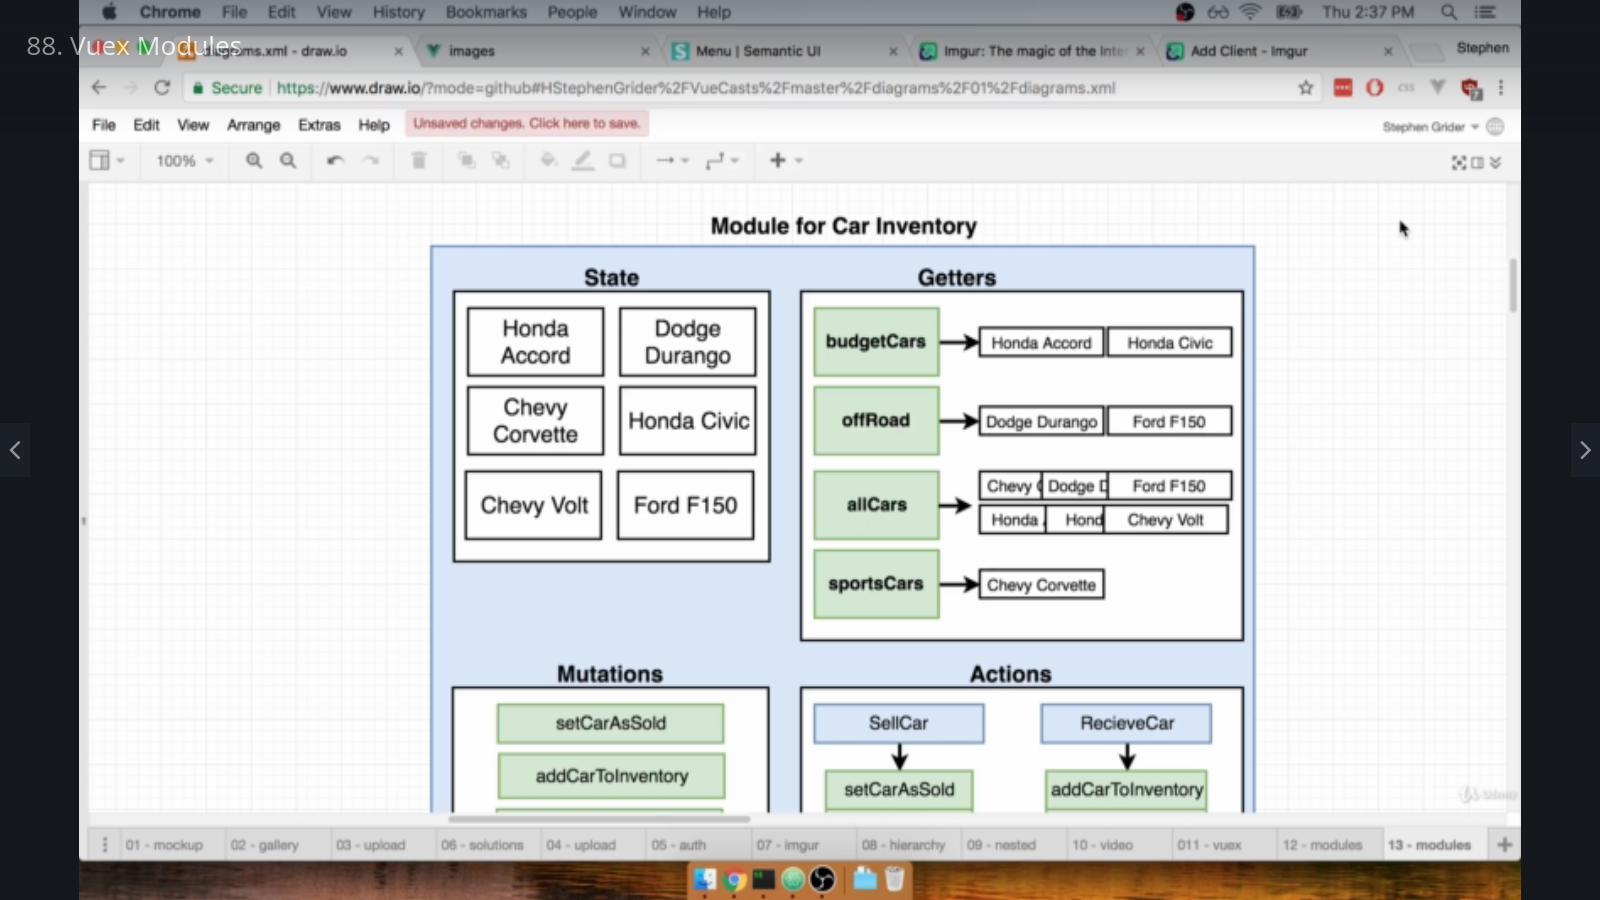 Chrome File Edit View History Bookmarks People Window Help Thu 2:37 PM
88. Vuex Modules
diagrams.xml - draw.io images Menu | Semantic UI Imgur: The magic of the Inter Add Client - Imgur Stephen
Secure https://www.draw.io/?mode=github#HStephenGrider%2FVueCasts%2Fmaster%2Fdiagrams%2F01%2Fdiagrams.xml
File Edit View Arrange Extras Help Unsaved changes. Click here to save. Stephen Grider
100%
Module for Car Inventory
State
Honda
Accord
Dodge
Durango
Chevy
Corvette
Honda Civic
Chevy Volt
Ford F150
Getters
budgetCars Honda Accord Honda Civic
offRoad Dodge Durango Ford F150
allCars
Chevy Dodge D Ford F150
Honda Hond Chevy Volt
sportsCars Chevy Corvette
Mutations
setCarAsSold
addCarToInventory
Actions
SellCar RecieveCar
setCarAsSold addCarToInventory
01 - mockup 02 - gallery 03 - upload 06 - solutions 04 - upload 05 - auth 07 - imgur 08 - hierarchy 09 - nested 10 - video 011 - vuex 12 - modules 13 - modules